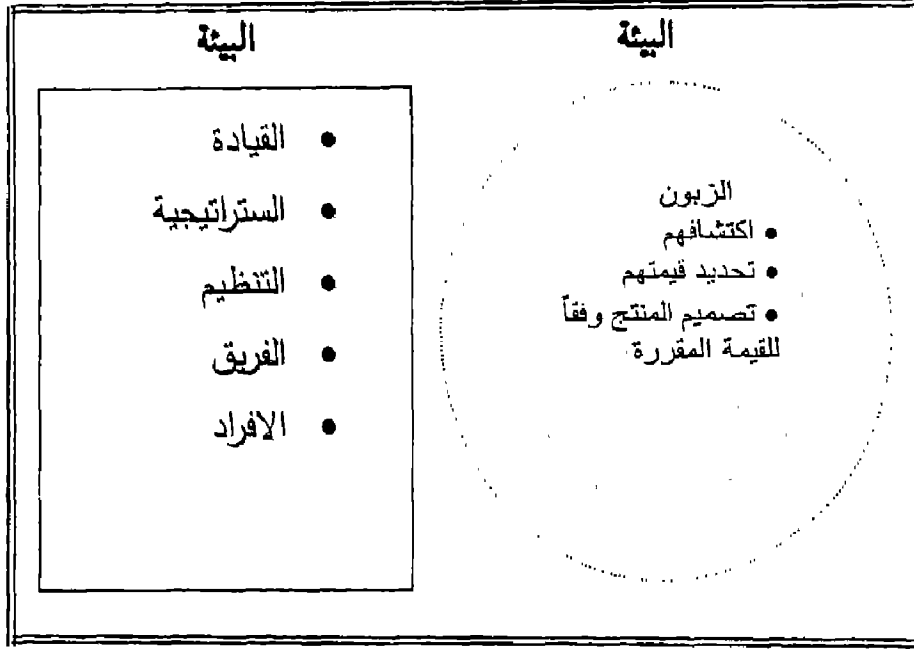 البيئة
الزبون
• اكتشافهم
• تحديد قيمتهم
• تصميم المنتج وفقاً
للقيمة المقررة
البيئة
• القيادة
• الستراتيجية
• التنظيم
• الفريق
• الافراد